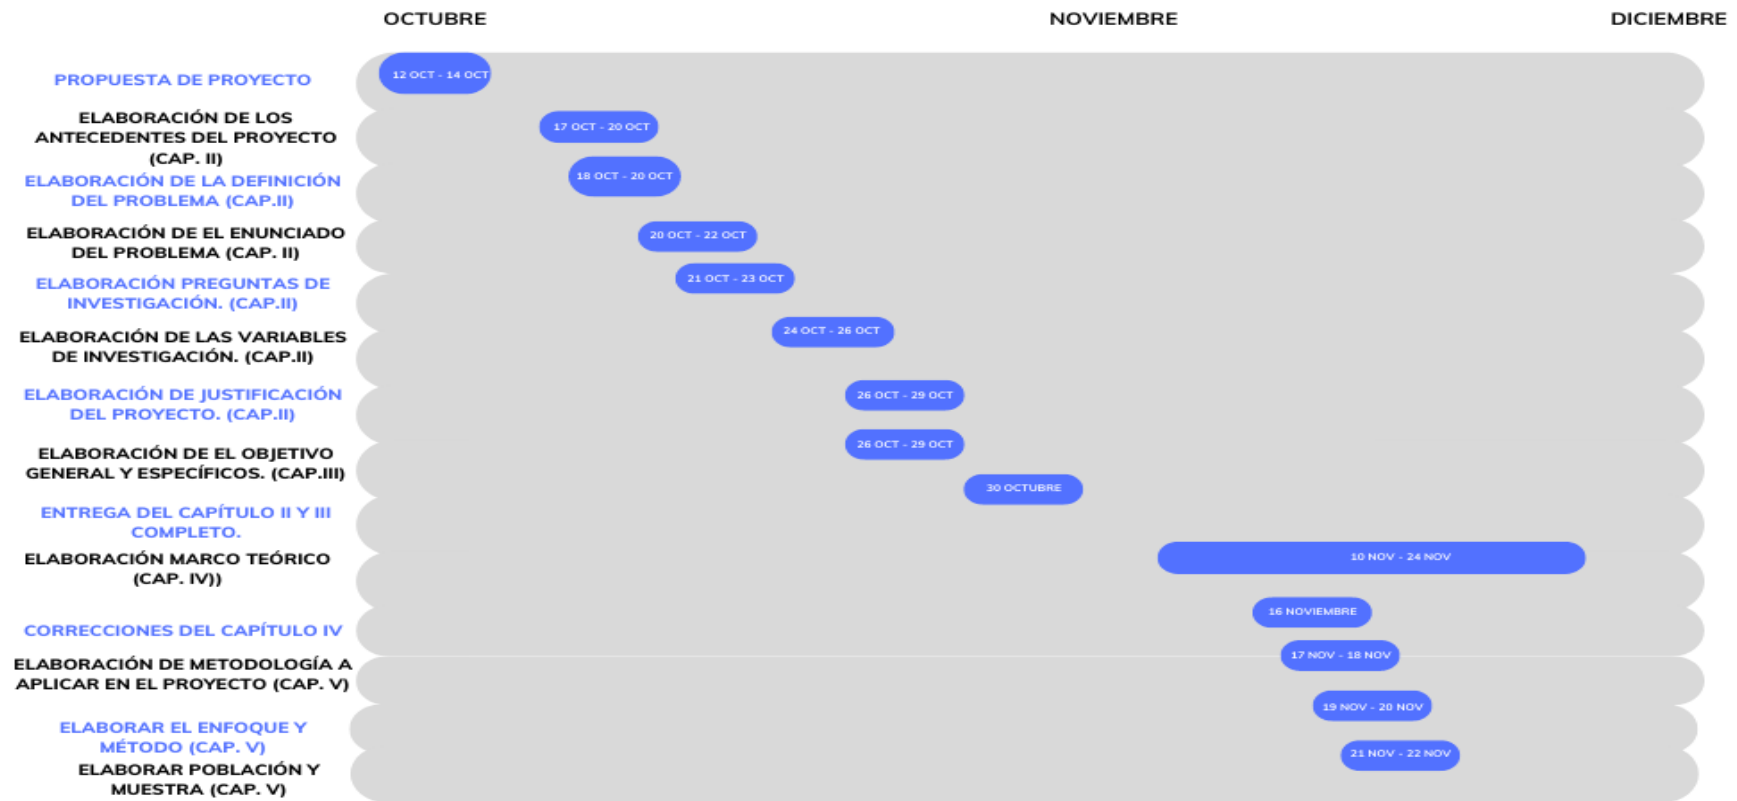 OCTUBRE NOVIEMBRE DICIEMBRE
PROPUESTA DE PROYECTO
12 OCT - 14 OCT
ELABORACIÓN DE LOS
ANTECEDENTES DEL PROYECTO
(CAP. II)
17 OCT - 20 OCT
ELABORACIÓN DE LA DEFINICIÓN
DEL PROBLEMA (CAP.II)
18 OCT - 20 OCT
ELABORACIÓN DE EL ENUNCIADO
DEL PROBLEMA (CAP. II)
20 OCT - 22 OCT
ELABORACIÓN PREGUNTAS DE
INVESTIGACIÓN. (CAP.II)
21 OCT - 23 OCT
ELABORACIÓN DE LAS VARIABLES
DE INVESTIGACIÓN. (CAP.II)
24 OCT - 26 OCT
ELABORACIÓN DE JUSTIFICACIÓN
DEL PROYECTO. (CAP.II)
26 OCT - 29 OCT
ELABORACIÓN DE EL OBJETIVO
GENERAL Y ESPECÍFICOS. (CAP.III)
26 OCT - 29 OCT
ENTREGA DEL CAPÍTULO II Y III
COMPLETO.
30 OCTUBRE
ELABORACIÓN MARCO TEÓRICO
(CAP. IV))
10 NOV - 24 NOV
CORRECCIONES DEL CAPÍTULO IV
16 NOVIEMBRE
ELABORACIÓN DE METODOLOGÍA A
APLICAR EN EL PROYECTO (CAP. V)
17 NOV - 18 NOV
ELABORAR EL ENFOQUE Y
MÉTODO (CAP. V)
19 NOV - 20 NOV
ELABORAR POBLACIÓN Y
MUESTRA (CAP. V)
21 NOV - 22 NOV